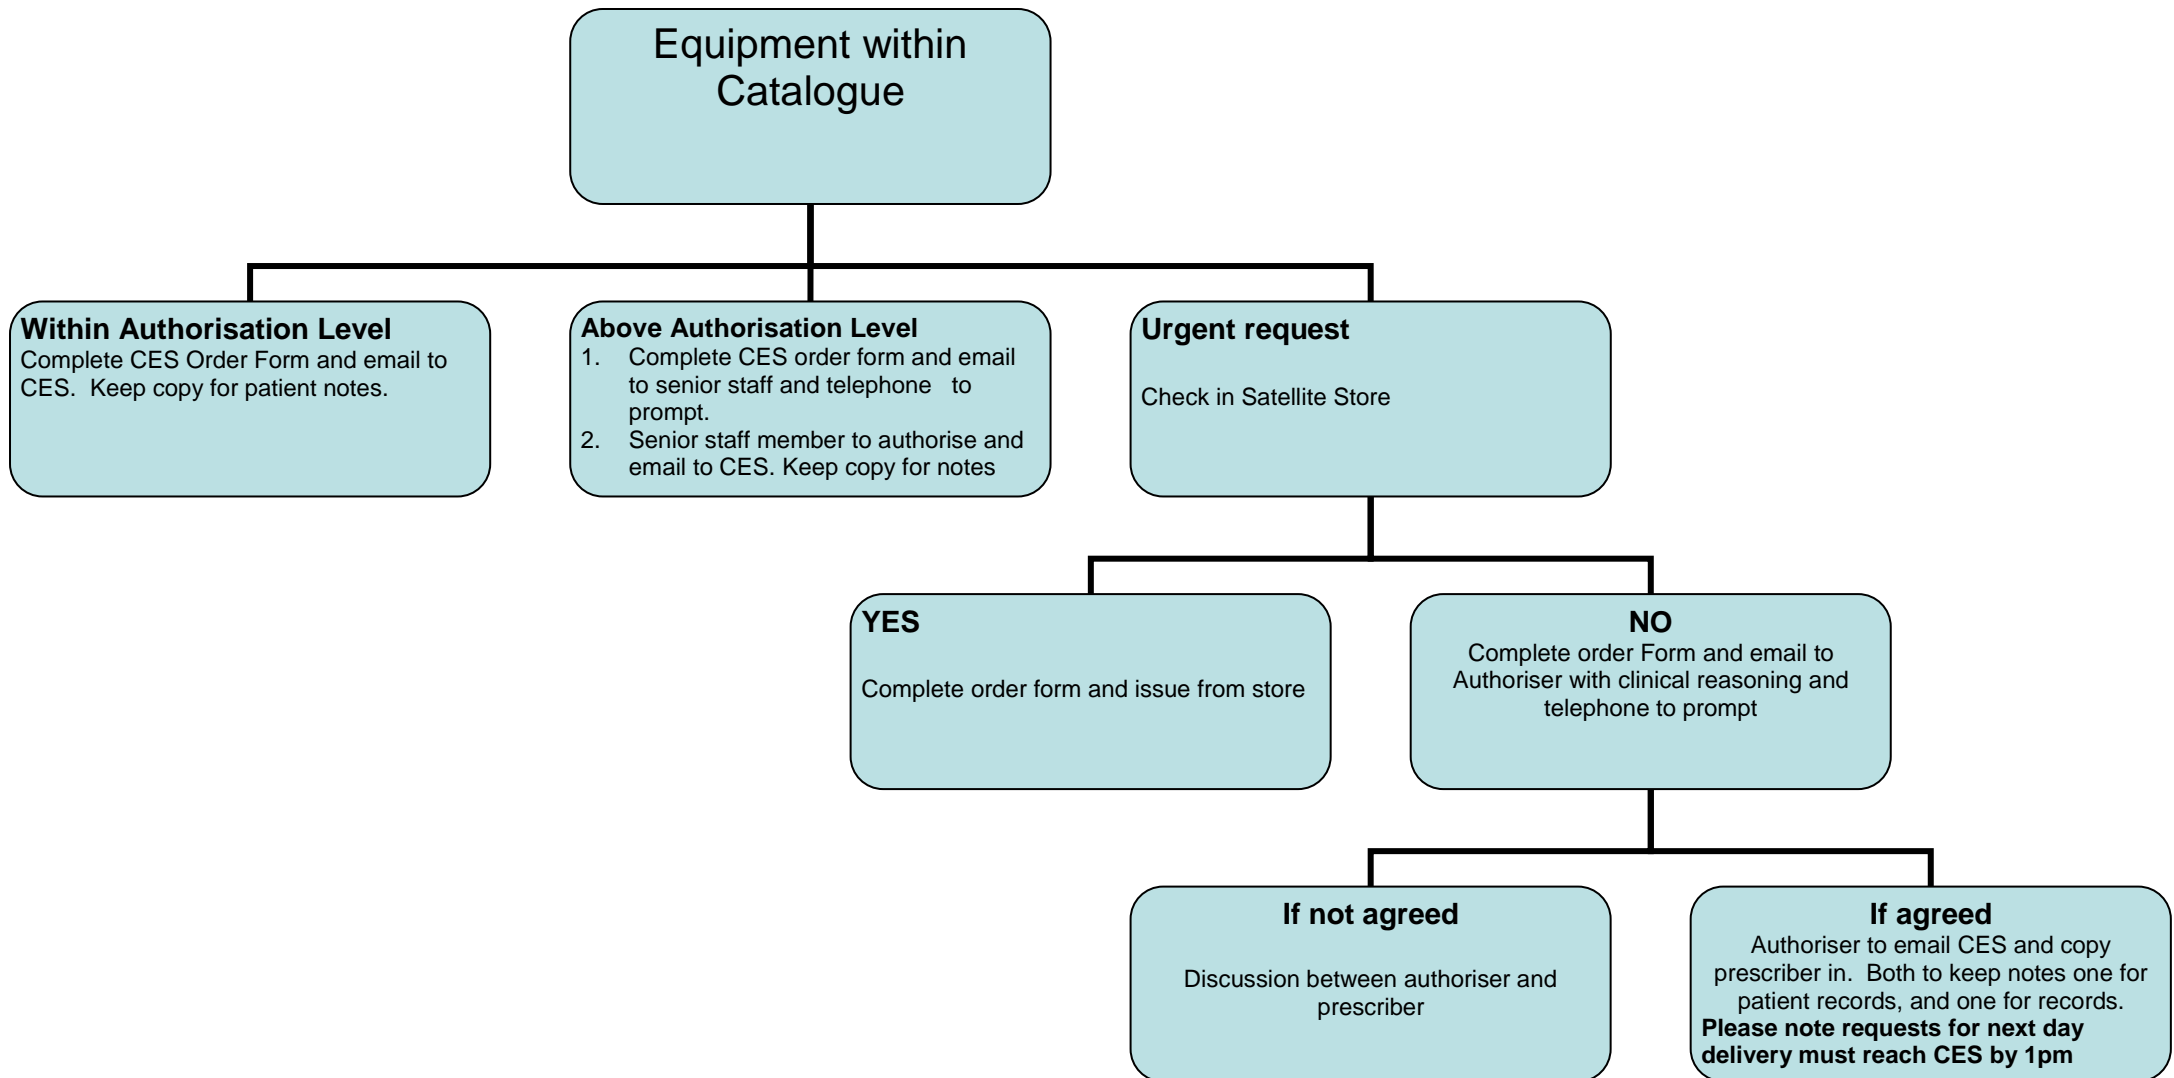 Equipment within
Catalogue
Within Authorisation Level
Complete CES Order Form and email to
CES.  Keep copy for patient notes.
Above Authorisation Level
1. Complete CES order form and email
to senior staff and telephone   to
prompt.
2. Senior staff member to authorise and
email to CES. Keep copy for notes
Urgent request
Check in Satellite Store
YES
Complete order form and issue from store
NO
Complete order Form and email to
Authoriser with clinical reasoning and
telephone to prompt
If not agreed
Discussion between authoriser and
prescriber
If agreed
Authoriser to email CES and copy
prescriber in.  Both to keep notes one for
patient records, and one for records.
Please note requests for next day
delivery must reach CES by 1pm